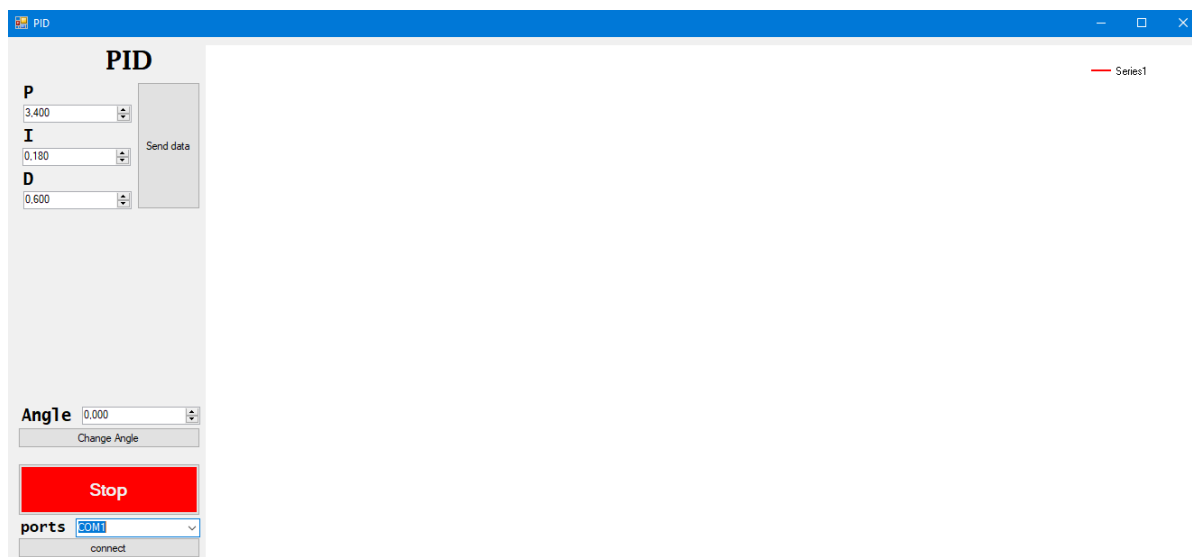 PID
PID
Series1
P
3,400
I
0,180
Send data
D
0,600
Angle 0,000
Change Angle
Stop
ports COM1
connect